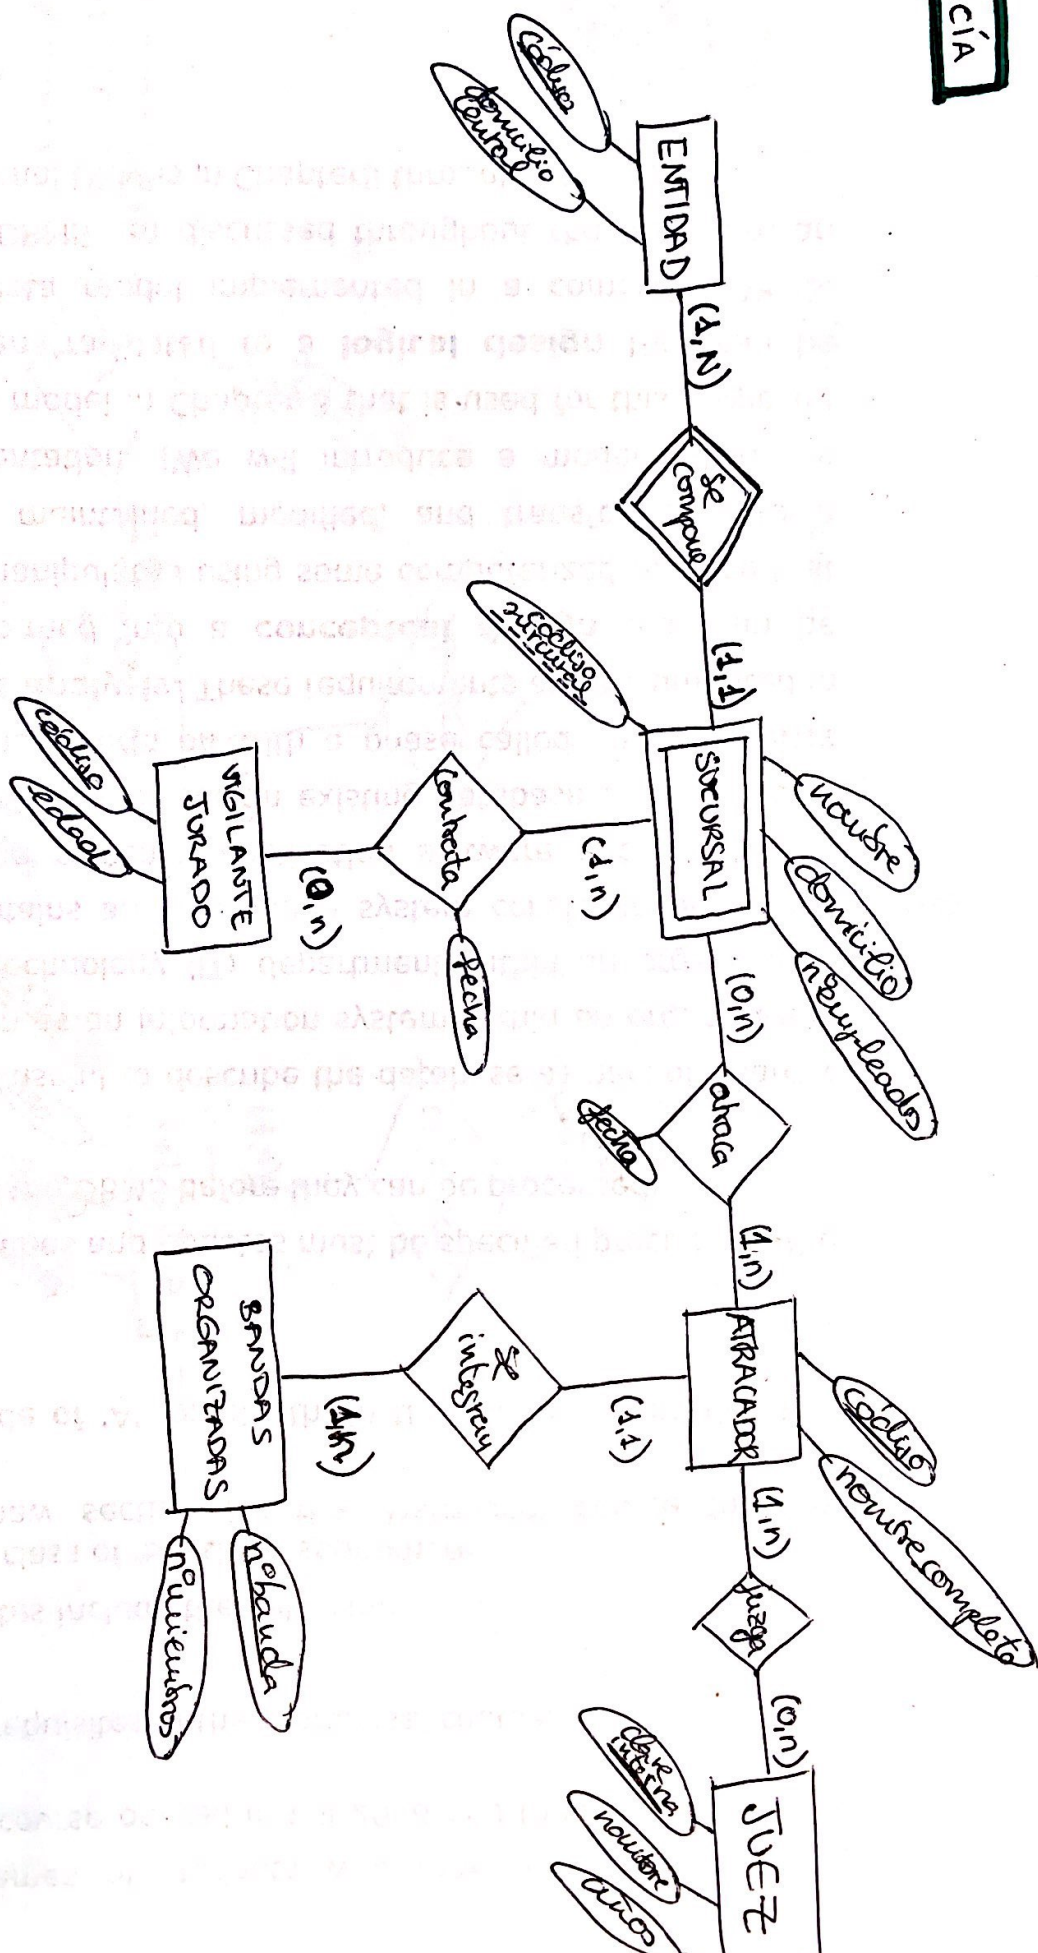 CÍA
código
domicilio
central
ENTIDAD
(1,N)
se
compone
(1,1)
código
sucursal
SUCURSAL
nombre
domicilio
nºempleados
(1,n)
contrata
fecha
(0,n)
VIGILANTE
JURADO
código
edad
(0,n)
ataca
fecha
(1,n)
ATRACADOR
código
nombre completo
(1,1)
se
integran
(1,n)
BANDAS
ORGANIZADAS
nºbanda
nºmiembros
(1,n)
juzga
(0,n)
JUEZ
clave
interna
nombre
años